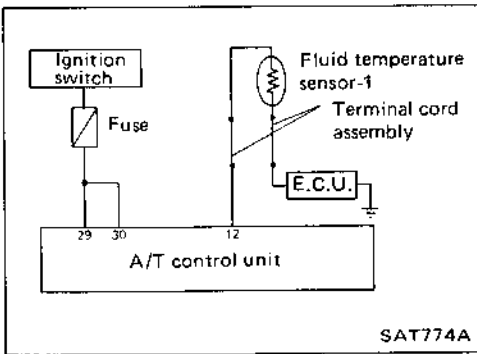 Ignition
switch
Fuse
Fluid temperature
sensor-1
Terminal cord
assembly
E.C.U.
29 30 12
A/T control unit
SAT774A